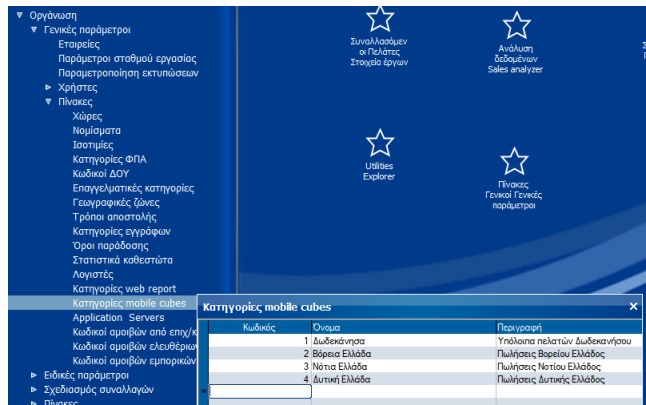 Οργάνωση
Γενικές παράμετροι
Εταιρείες
Παράμετροι σταθμού εργασίας
Παραμετροποίηση εκτυπώσεων
Χρήστες
Πίνακες
Χώρες
Νομίσματα
Ισοτιμίες
Κατηγορίες ΦΠΑ
Κωδικοί ΔΟΥ
Επαγγελματικές κατηγορίες
Γεωγραφικές ζώνες
Τρόποι αποστολής
Κατηγορίες εγγράφων
Όροι παράδοσης
Στατιστικά καθεστώτα
Λογιστές
Κατηγορίες web report
Κατηγορίες mobile cubes
Application Servers
Κωδικοί αμοιβών από επιχ/κ
Κωδικοί αμοιβών ελευθέριω
Κωδικοί αμοιβών εμπορικών
Ειδικές παράμετροι
Σχεδιασμός συναλλαγών
Πίνακες
Συναλλασόμεν
οι Πελάτες
Στοιχεία έργων
Ανάλυση
δεδομένων
Sales analyzer
Utilities
Explorer
Πίνακες
Γενικοί Γενικές
παράμετροι
Κατηγορίες mobile cubes
Κωδικός Όνομα Περιγραφή
1 Δωδεκάνησα Υπόλοιπα πελατών Δωδεκανήσου
2 Βόρεια Ελλάδα Πωλήσεις Βορείου Ελλάδος
3 Νότια Ελλάδα Πωλήσεις Νοτίου Ελλάδος
4 Δυτική Ελλάδα Πωλήσεις Δυτικής Ελλάδος